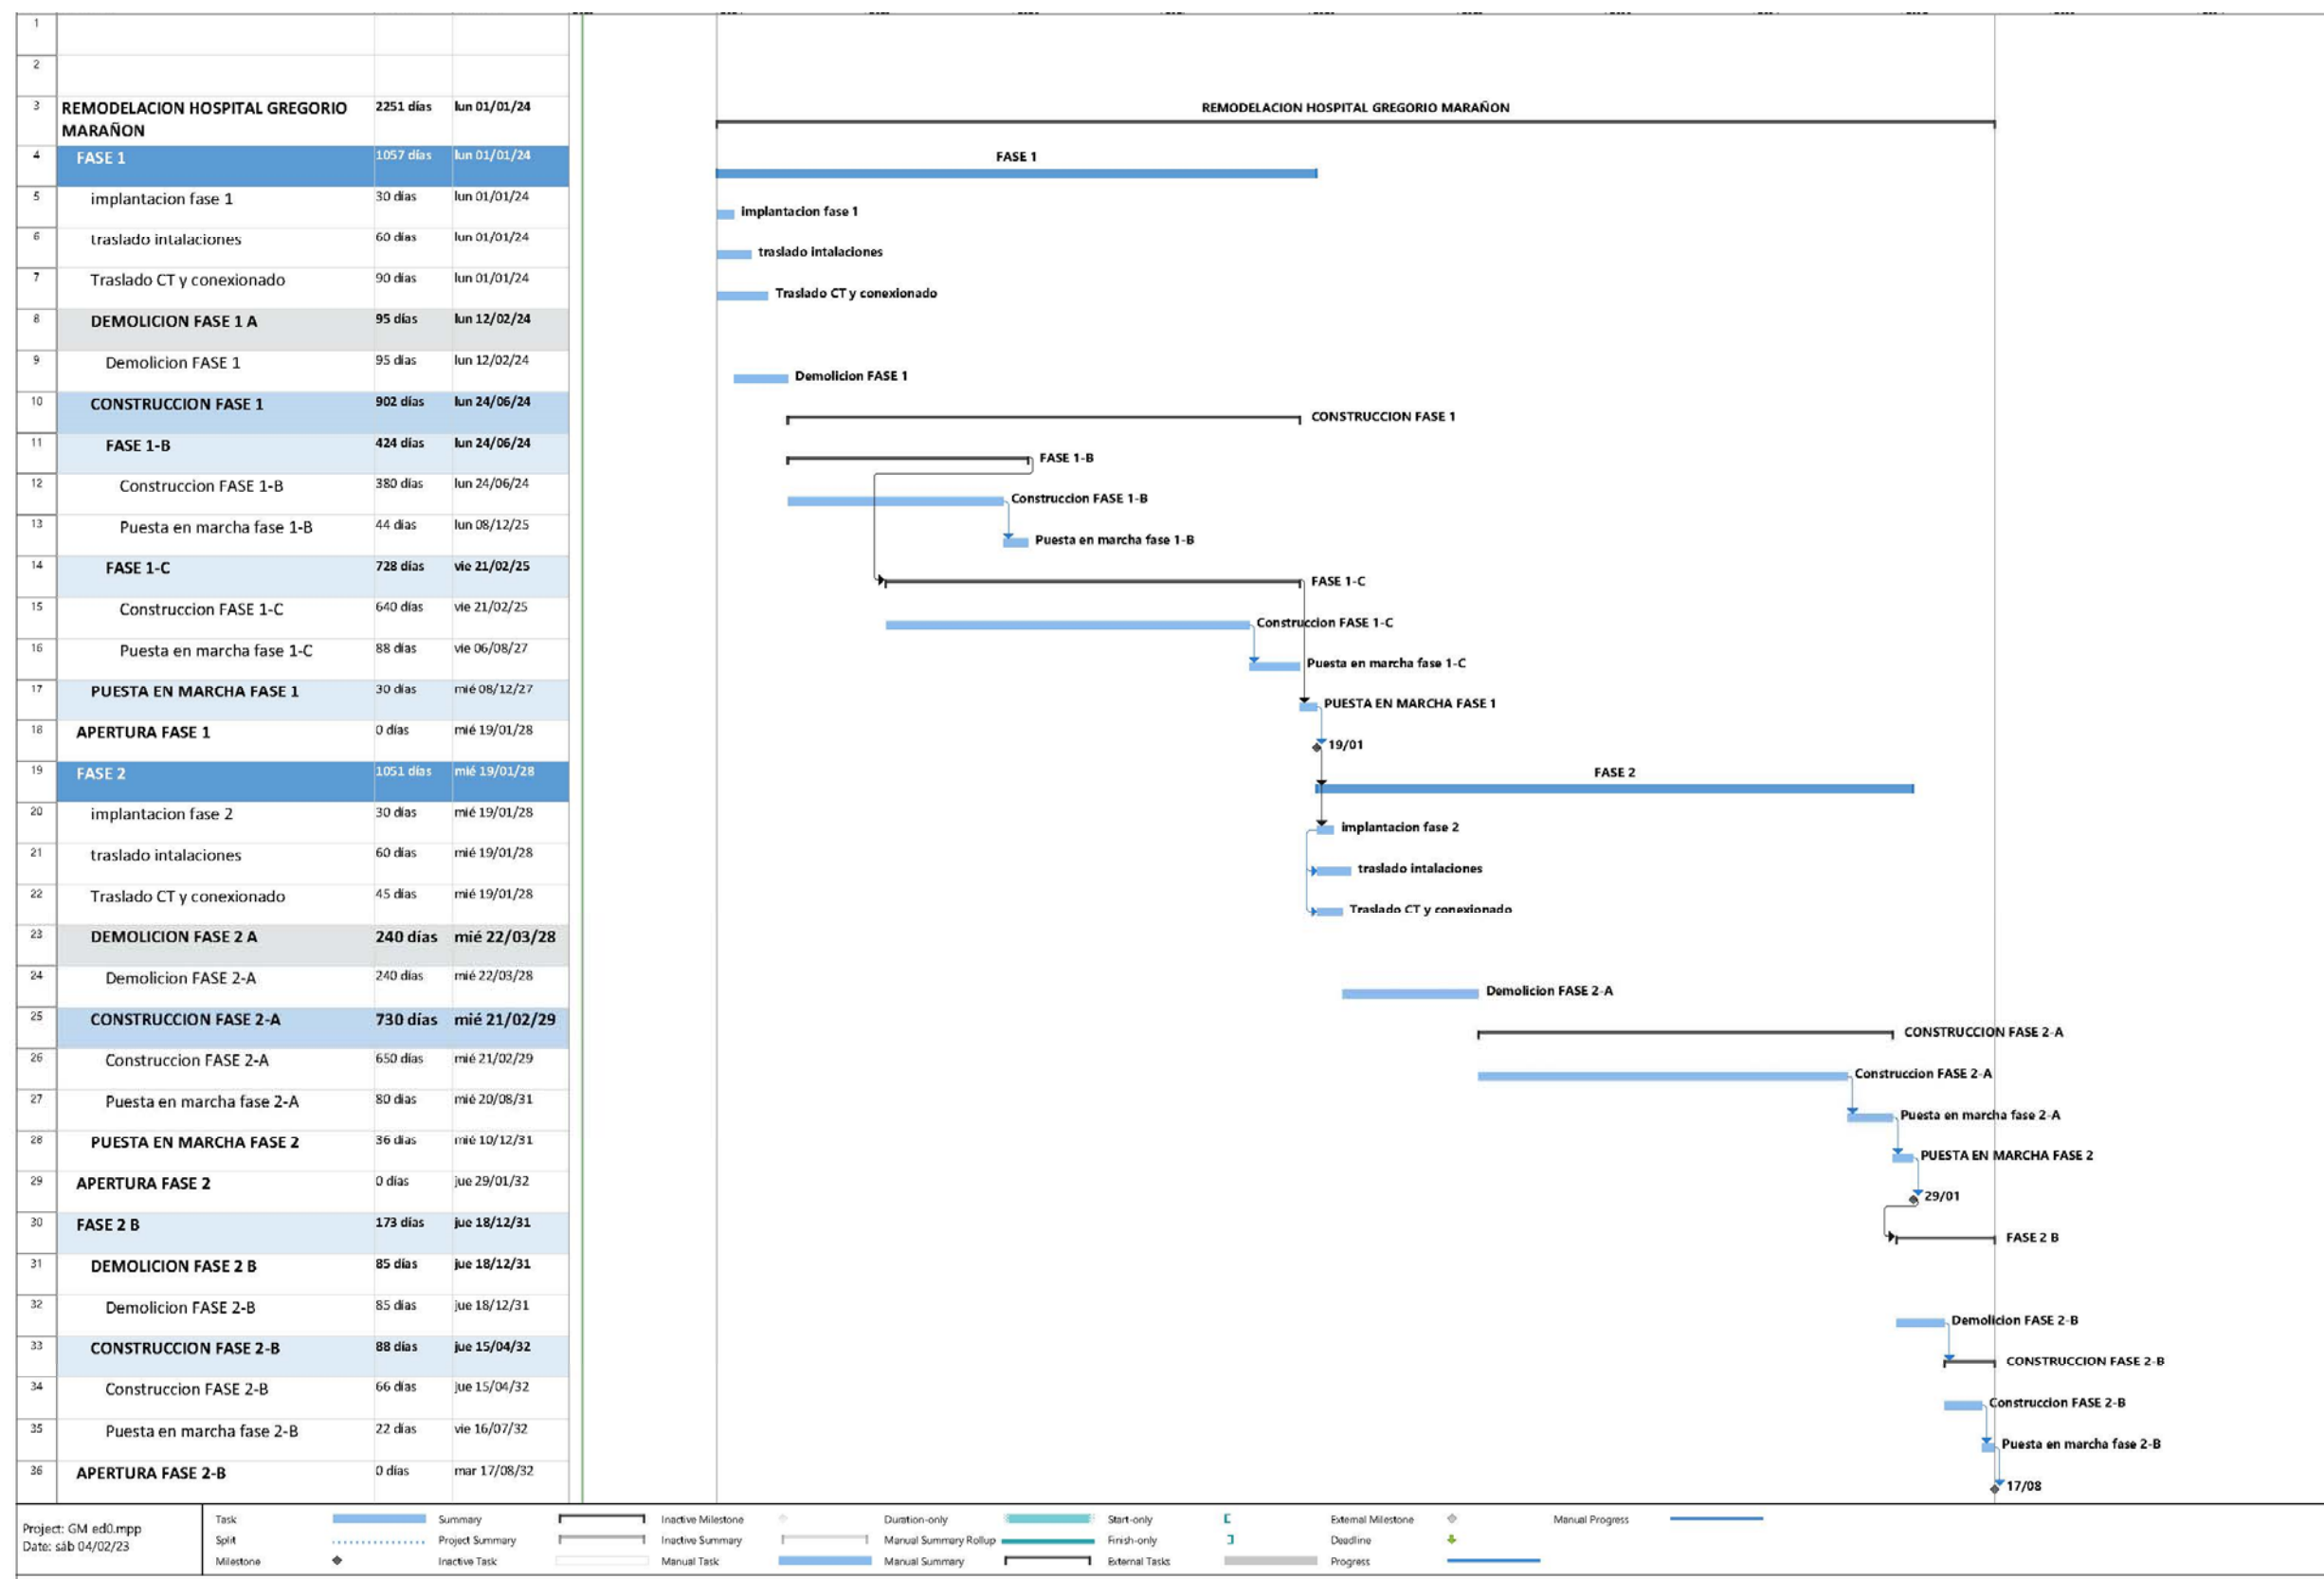 1
2
3 REMODELACION HOSPITAL GREGORIO MARAÑON 2251 días lun 01/01/24
REMODELACION HOSPITAL GREGORIO MARAÑON
4 FASE 1 1057 días lun 01/01/24
FASE 1
5 implantacion fase 1 30 días lun 01/01/24
implantacion fase 1
6 traslado intalaciones 60 días lun 01/01/24
traslado intalaciones
7 Traslado CT y conexionado 90 días lun 01/01/24
Traslado CT y conexionado
8 DEMOLICION FASE 1 A 95 días lun 12/02/24
9 Demolicion FASE 1 95 días lun 12/02/24
Demolicion FASE 1
10 CONSTRUCCION FASE 1 902 días lun 24/06/24
CONSTRUCCION FASE 1
11 FASE 1-B 424 días lun 24/06/24
FASE 1-B
12 Construccion FASE 1-B 380 días lun 24/06/24
Construccion FASE 1-B
13 Puesta en marcha fase 1-B 44 días lun 08/12/25
Puesta en marcha fase 1-B
14 FASE 1-C 728 días vie 21/02/25
FASE 1-C
15 Construccion FASE 1-C 640 días vie 21/02/25
Construccion FASE 1-C
16 Puesta en marcha fase 1-C 88 días vie 06/08/27
Puesta en marcha fase 1-C
17 PUESTA EN MARCHA FASE 1 30 días mié 08/12/27
PUESTA EN MARCHA FASE 1
18 APERTURA FASE 1 0 días mié 19/01/28
19/01
19 FASE 2 1051 días mié 19/01/28
FASE 2
20 implantacion fase 2 30 días mié 19/01/28
implantacion fase 2
21 traslado intalaciones 60 días mié 19/01/28
traslado intalaciones
22 Traslado CT y conexionado 45 días mié 19/01/28
Traslado CT y conexionado
23 DEMOLICION FASE 2 A 240 días mié 22/03/28
24 Demolicion FASE 2-A 240 días mié 22/03/28
Demolicion FASE 2-A
25 CONSTRUCCION FASE 2-A 730 días mié 21/02/29
CONSTRUCCION FASE 2-A
26 Construccion FASE 2-A 650 días mié 21/02/29
Construccion FASE 2-A
27 Puesta en marcha fase 2-A 80 días mié 20/08/31
Puesta en marcha fase 2-A
28 PUESTA EN MARCHA FASE 2 36 días mié 10/12/31
PUESTA EN MARCHA FASE 2
29 APERTURA FASE 2 0 días jue 29/01/32
29/01
30 FASE 2 B 173 días jue 18/12/31
FASE 2 B
31 DEMOLICION FASE 2 B 85 días jue 18/12/31
32 Demolicion FASE 2-B 85 días jue 18/12/31
Demolicion FASE 2-B
33 CONSTRUCCION FASE 2-B 88 días jue 15/04/32
CONSTRUCCION FASE 2-B
34 Construccion FASE 2-B 66 días jue 15/04/32
Construccion FASE 2-B
35 Puesta en marcha fase 2-B 22 días vie 16/07/32
Puesta en marcha fase 2-B
36 APERTURA FASE 2-B 0 días mar 17/08/32
17/08
Project: GM ed0.mpp
Date: sáb 04/02/23
Task Summary Inactive Milestone Duration-only Start-only External Milestone Manual Progress
Split Project Summary Inactive Summary Manual Summary Rollup Finish-only Deadline
Milestone Inactive Task Manual Task Manual Summary External Tasks Progress